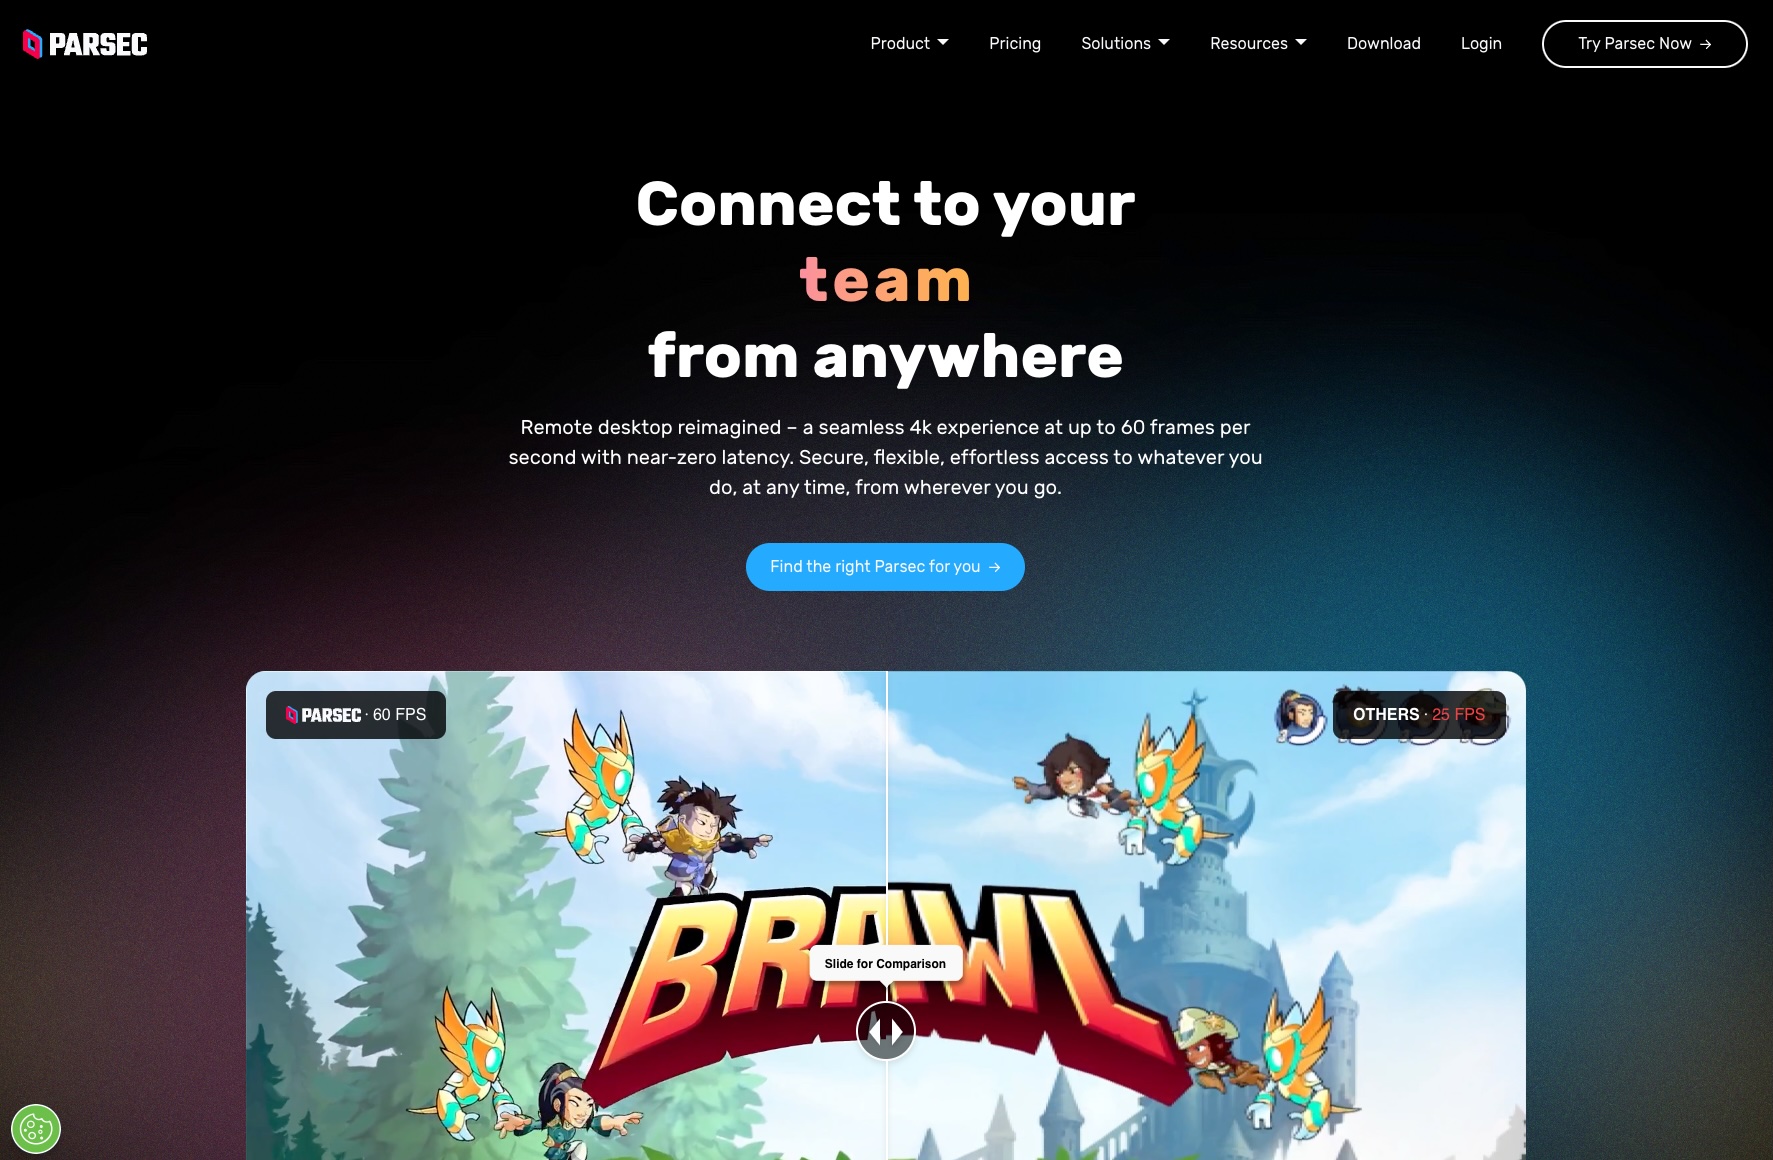 PARSEC
Product
Pricing
Solutions
Resources
Download
Login
Try Parsec Now →
Connect to your
team
from anywhere
Remote desktop reimagined – a seamless 4k experience at up to 60 frames per
second with near-zero latency. Secure, flexible, effortless access to whatever you
do, at any time, from wherever you go.
Find the right Parsec for you →
PARSEC · 60 FPS
OTHERS · 25 FPS
BRAWL
Slide for Comparison